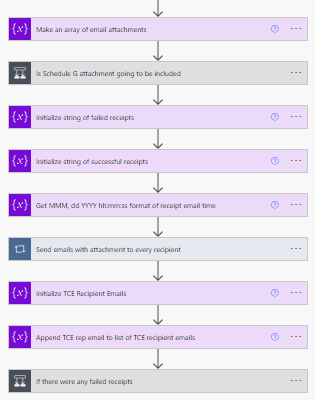 Make an array of email attachments
Is Schedule G attachment going to be included
Initialize string of failed receipts
Initialize string of successful receipts
Get MMM, dd YYYY hh:mm:ss format of receipt email time
Send emails with attachment to every recipient
Initialize TCE Recipient Emails
Append TCE rep email to list of TCE recipient emails
If there were any failed receipts